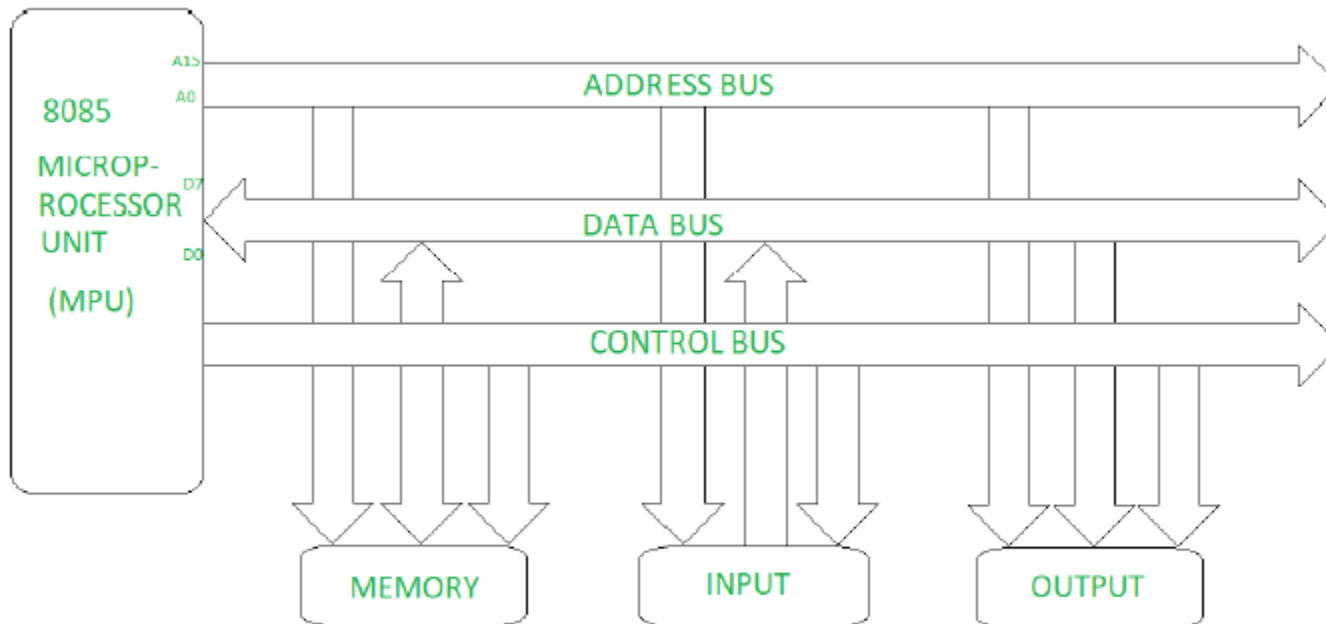 A15
A0
8085
MICROP-
ROCESSOR
UNIT
(MPU)
D7
D0
ADDRESS BUS
DATA BUS
CONTROL BUS
MEMORY
INPUT
OUTPUT